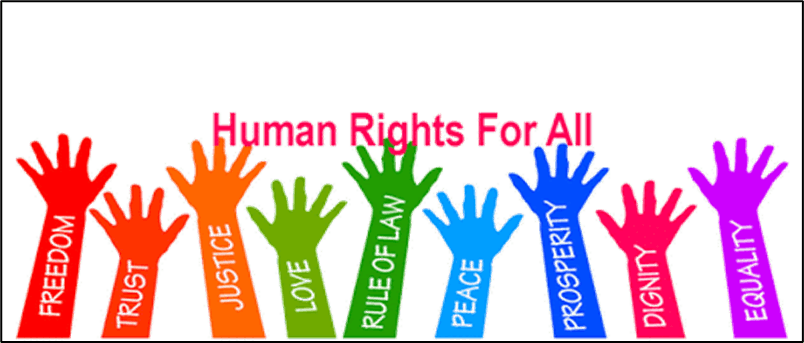 Human Rights For All
FREEDOM
TRUST
JUSTICE
LOVE
RULE OF LAW
PEACE
PROSPERITY
DIGNITY
EQUALITY